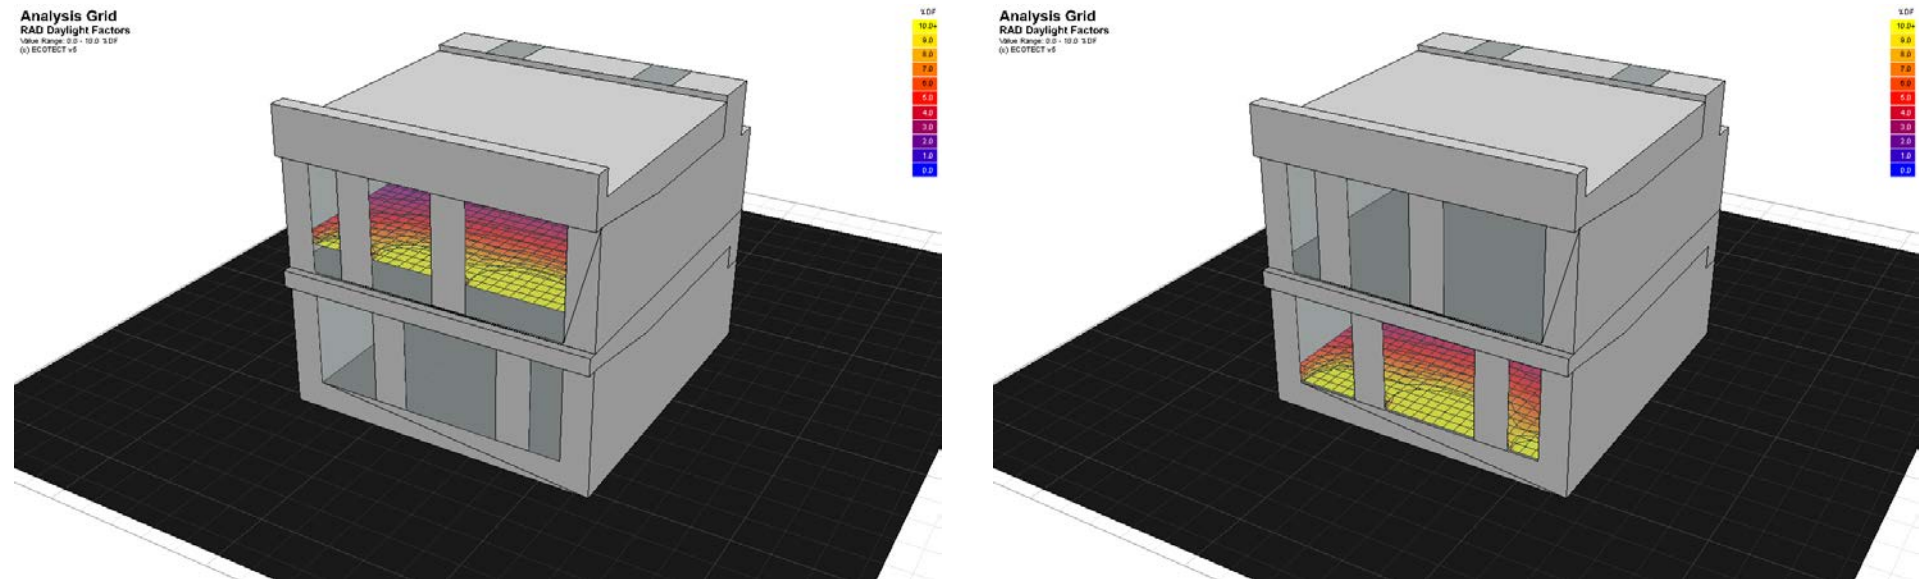 Analysis Grid
RAD Daylight Factors
Value Range: 0.0 - 10.0 %DF
(c) ECOTECT v5
%DF
10.0+
9.0
8.0
7.0
6.0
5.0
4.0
3.0
2.0
1.0
0.0
Analysis Grid
RAD Daylight Factors
Value Range: 0.0 - 10.0 %DF
(c) ECOTECT v5
%DF
10.0+
9.0
8.0
7.0
6.0
5.0
4.0
3.0
2.0
1.0
0.0